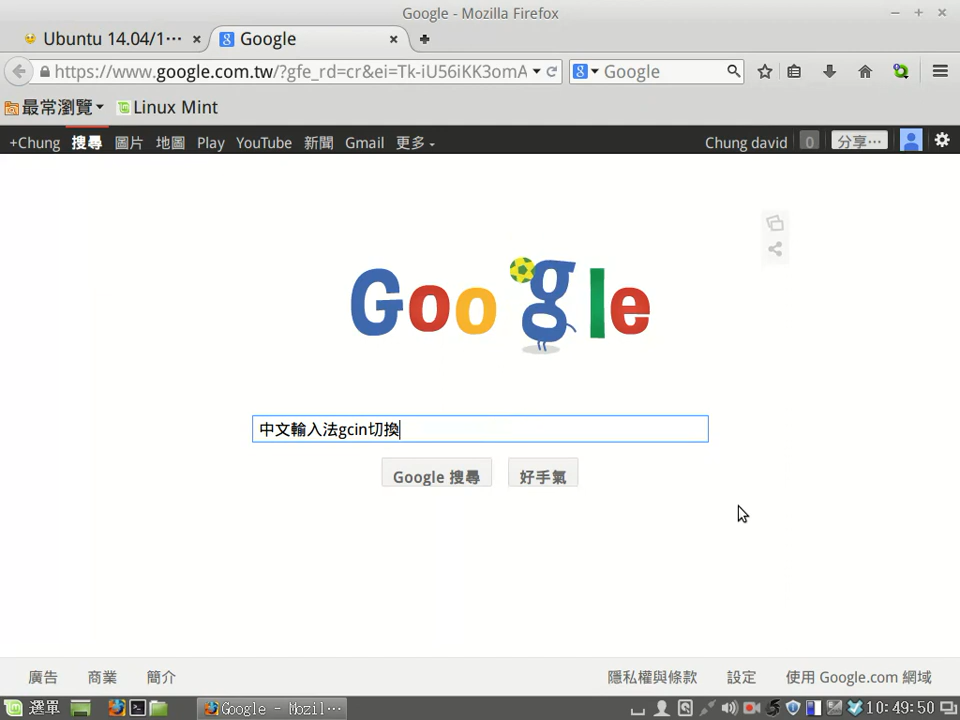 Google - Mozilla Firefox
Ubuntu 14.04/1··· Google
https://www.google.com.tw/?gfe_rd=cr&ei=Tk-iU56iKK3omA Google
最常瀏覽 Linux Mint
+Chung 搜尋 圖片 地圖 Play YouTube 新聞 Gmail 更多 Chung david 0 分享···
Google
中文輸入法gcin切換
Google 搜尋 好手氣
廣告 商業 簡介 隱私權與條款 設定 使用 Google.com 網域
選單 Google - Mozil··· 10:49:50